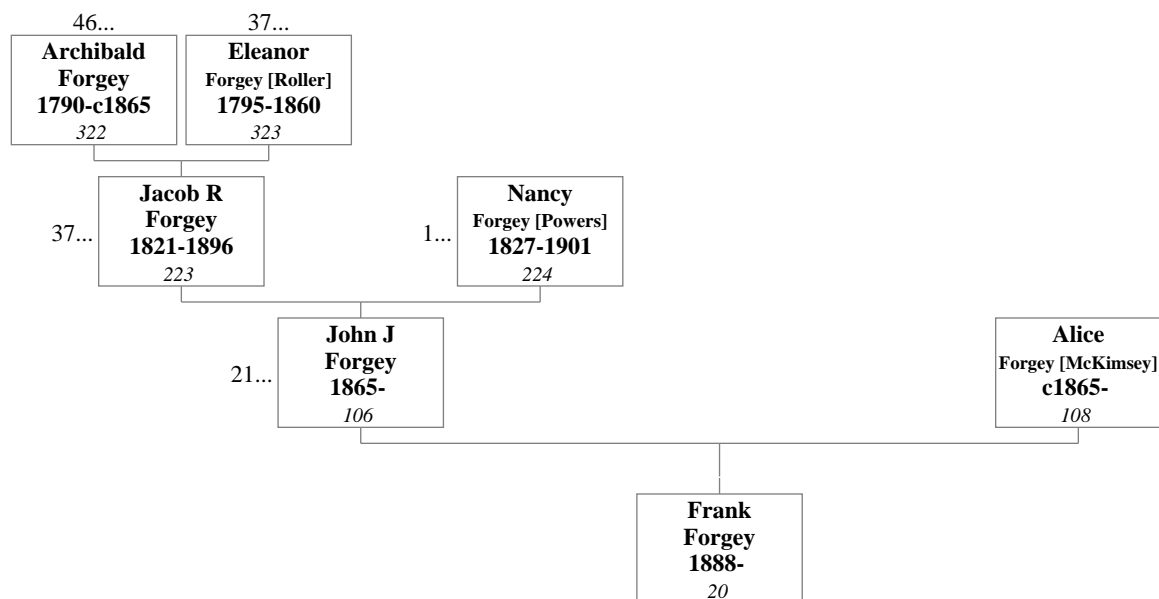 46...
37...
Archibald
Forgey
1790-c1865
322
Eleanor
Forgey [Roller]
1795-1860
323
37...
Jacob R
Forgey
1821-1896
223
1...
Nancy
Forgey [Powers]
1827-1901
224
21...
John J
Forgey
1865-
106
Alice
Forgey [McKimsey]
c1865-
108
Frank
Forgey
1888-
20